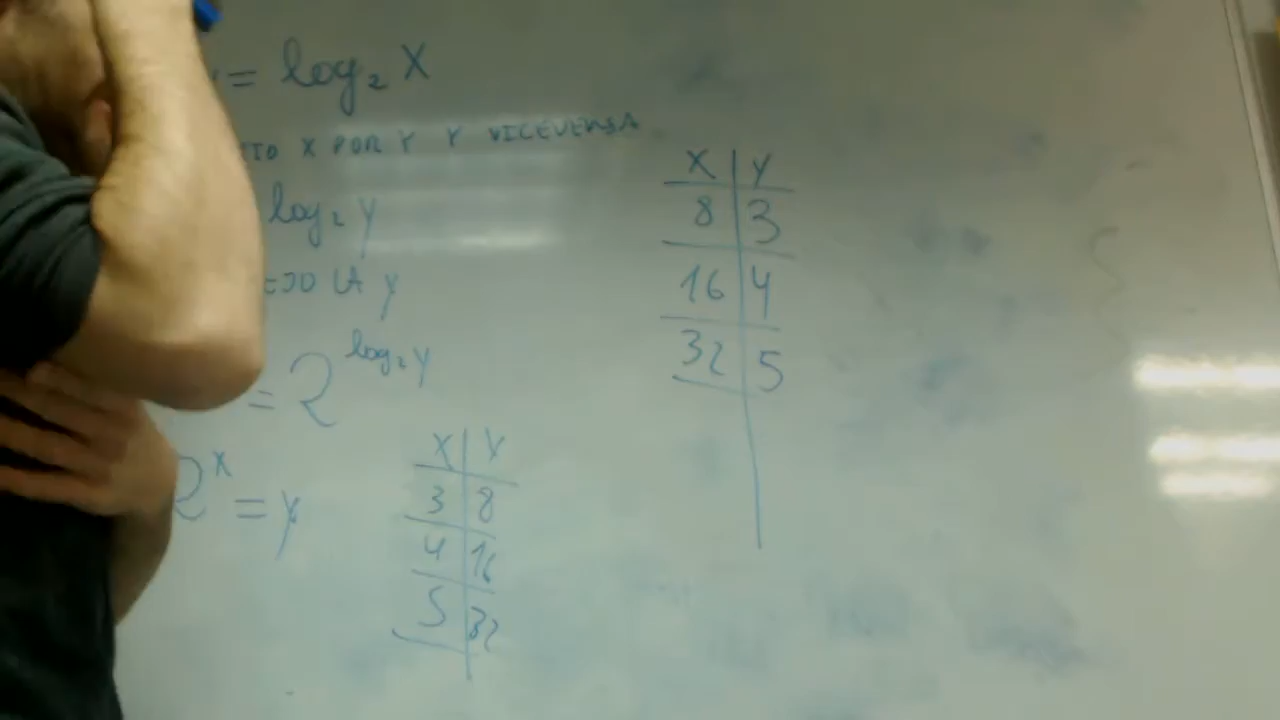 = log₂ X
X POR Y Y VICEVERSA
log₂ y
LA y
= 2^(log₂ y)
2^x = y
X | Y
3 | 8
4 | 16
5 | 32
X | Y
8 | 3
16 | 4
32 | 5